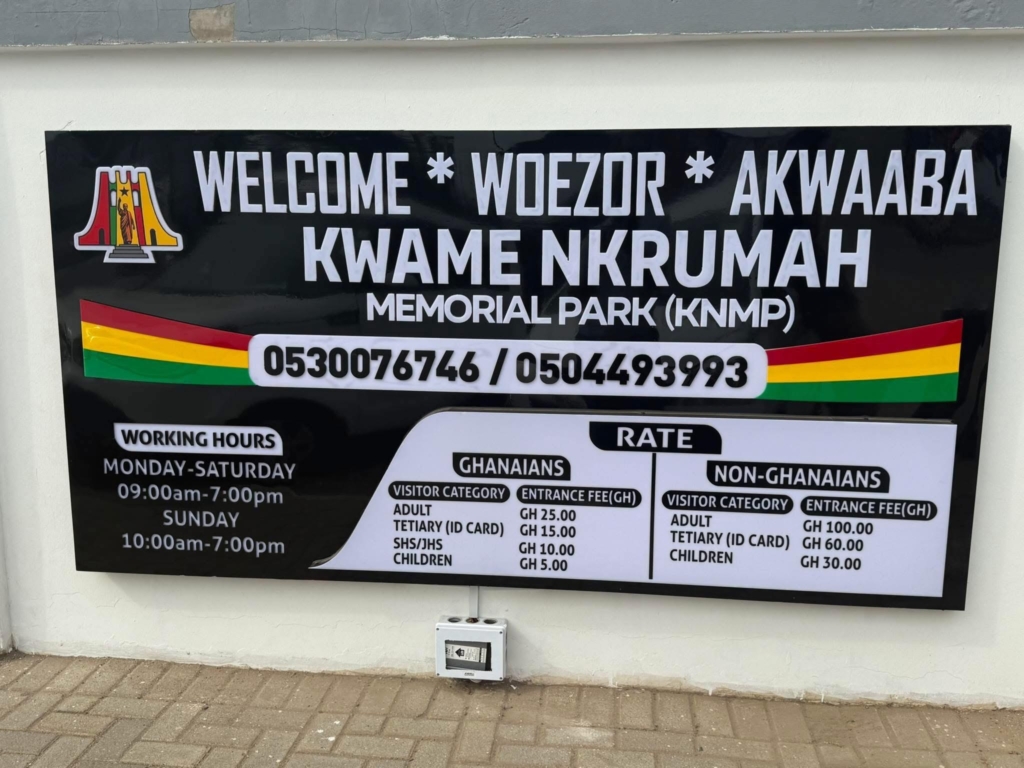 WELCOME * WOEZOR * AKWAABA
KWAME NKRUMAH
MEMORIAL PARK (KNMP)
0530076746 / 0504493993
WORKING HOURS
MONDAY-SATURDAY
09:00am-7:00pm
SUNDAY
10:00am-7:00pm
RATE
GHANAIANS
VISITOR CATEGORY ENTRANCE FEE(GH)
ADULT GH 25.00
TETIARY (ID CARD) GH 15.00
SHS/JHS GH 10.00
CHILDREN GH 5.00
NON-GHANAIANS
VISITOR CATEGORY ENTRANCE FEE(GH)
ADULT GH 100.00
TETIARY (ID CARD) GH 60.00
CHILDREN GH 30.00